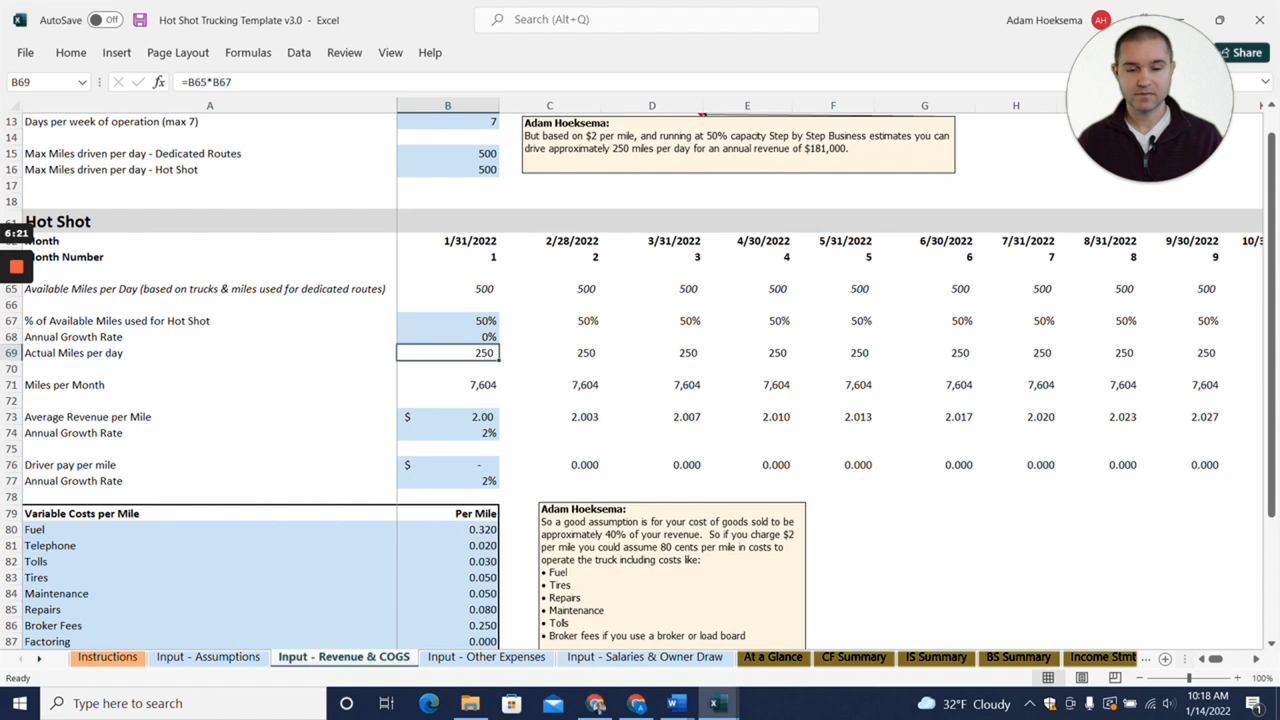 AutoSave Off Hot Shot Trucking Template v3.0 - Excel Search (Alt+Q) Adam Hoeksema AH
File Home Insert Page Layout Formulas Data Review View Help Share
B69 fx =B65*B67
A B C D E F G H
13 Days per week of operation (max 7) 7
14
15 Max Miles driven per day - Dedicated Routes 500
16 Max Miles driven per day - Hot Shot 500
17
18
Adam Hoeksema:
But based on $2 per mile, and running at 50% capacity Step by Step Business estimates you can
drive approximately 250 miles per day for an annual revenue of $181,000.
Hot Shot
6:21
Month 1/31/2022 2/28/2022 3/31/2022 4/30/2022 5/31/2022 6/30/2022 7/31/2022 8/31/2022 9/30/2022 10/3
Month Number 1 2 3 4 5 6 7 8 9
65 Available Miles per Day (based on trucks & miles used for dedicated routes) 500 500 500 500 500 500 500 500 500
66
67 % of Available Miles used for Hot Shot 50% 50% 50% 50% 50% 50% 50% 50% 50%
68 Annual Growth Rate 0%
69 Actual Miles per day 250 250 250 250 250 250 250 250 250
70
71 Miles per Month 7,604 7,604 7,604 7,604 7,604 7,604 7,604 7,604 7,604
72
73 Average Revenue per Mile $ 2.00 2.003 2.007 2.010 2.013 2.017 2.020 2.023 2.027
74 Annual Growth Rate 2%
75
76 Driver pay per mile $ - 0.000 0.000 0.000 0.000 0.000 0.000 0.000 0.000
77 Annual Growth Rate 2%
78
79 Variable Costs per Mile Per Mile
80 Fuel 0.320
81 Telephone 0.020
82 Tolls 0.030
83 Tires 0.050
84 Maintenance 0.050
85 Repairs 0.080
86 Broker Fees 0.250
87 Factoring 0.000
Adam Hoeksema:
So a good assumption is for your cost of goods sold to be
approximately 40% of your revenue. So if you charge $2
per mile you could assume 80 cents per mile in costs to
operate the truck including costs like:
• Fuel
• Tires
• Repairs
• Maintenance
• Tolls
• Broker fees if you use a broker or load board
Instructions Input - Assumptions Input - Revenue & COGS Input - Other Expenses Input - Salaries & Owner Draw At a Glance CF Summary IS Summary BS Summary Income Stmt ...
Ready 100%
Type here to search 32°F Cloudy 10:18 AM
1/14/2022 1